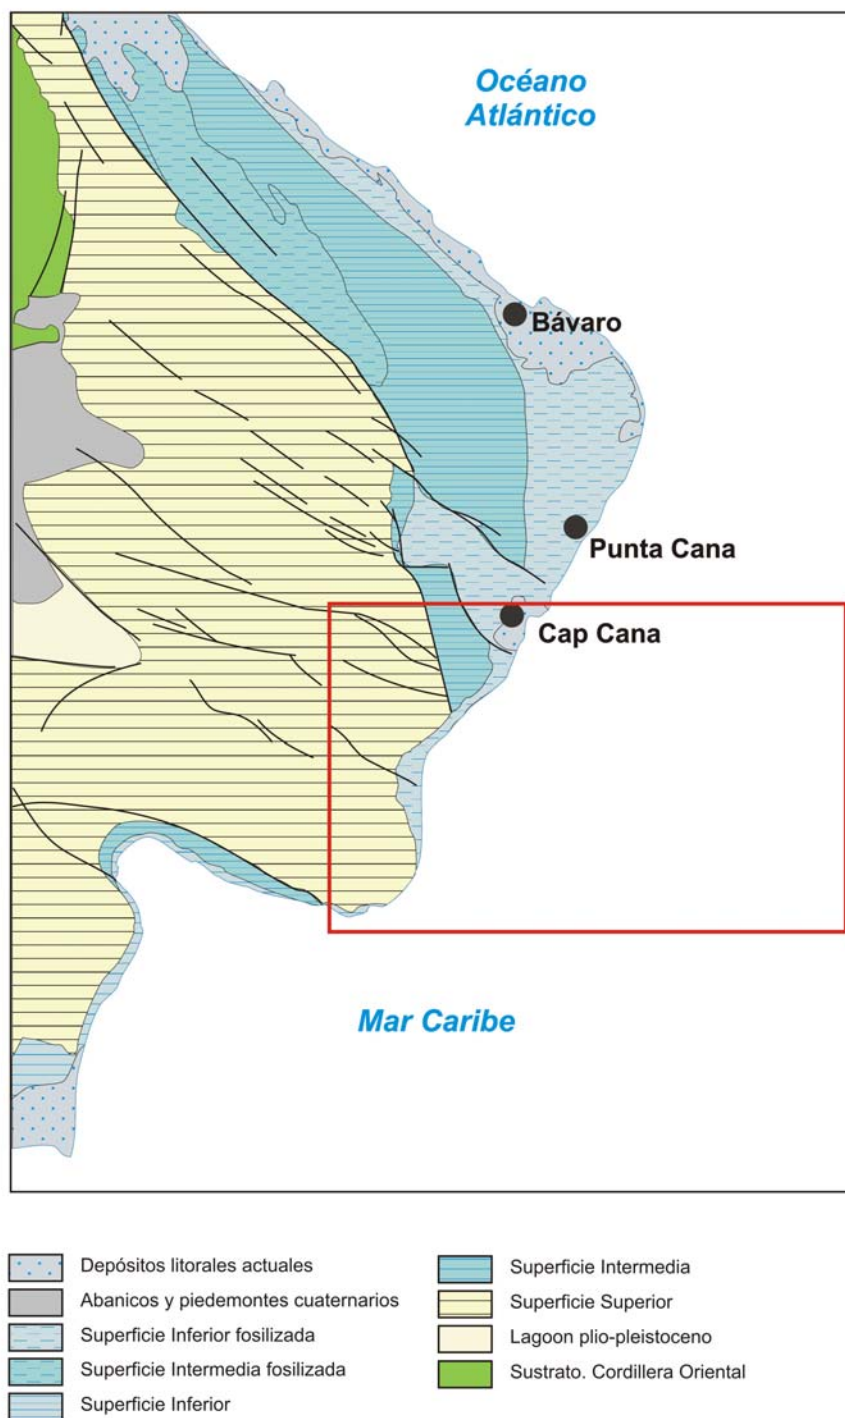 Océano
Atlántico
Bávaro
Punta Cana
Cap Cana
Mar Caribe
Depósitos litorales actuales
Abanicos y piedemontes cuaternarios
Superficie Inferior fosilizada
Superficie Intermedia fosilizada
Superficie Inferior
Superficie Intermedia
Superficie Superior
Lagoon plio-pleistoceno
Sustrato. Cordillera Oriental